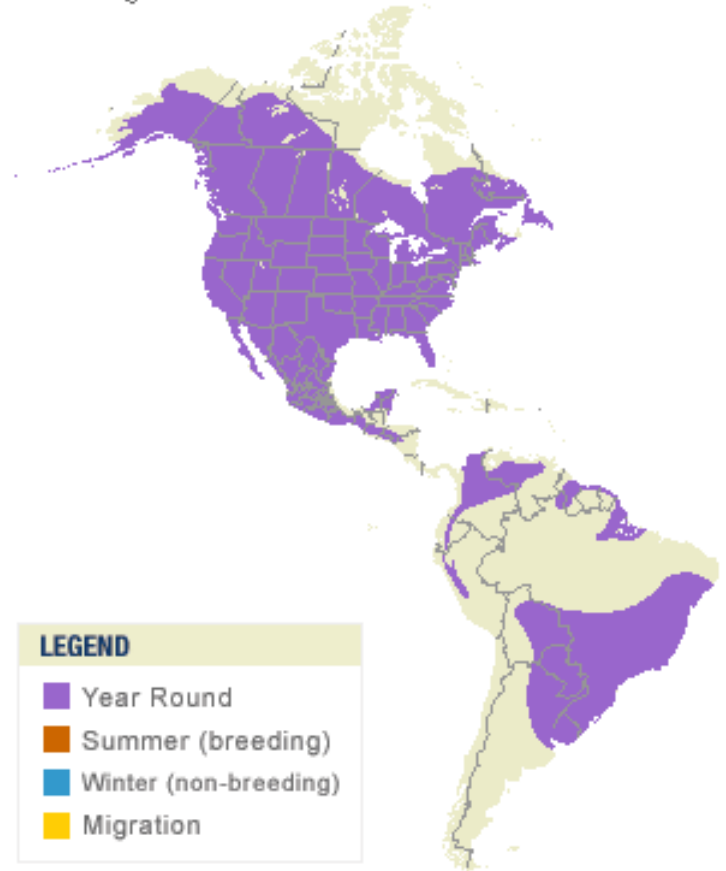 LEGEND
Year Round
Summer (breeding)
Winter (non-breeding)
Migration